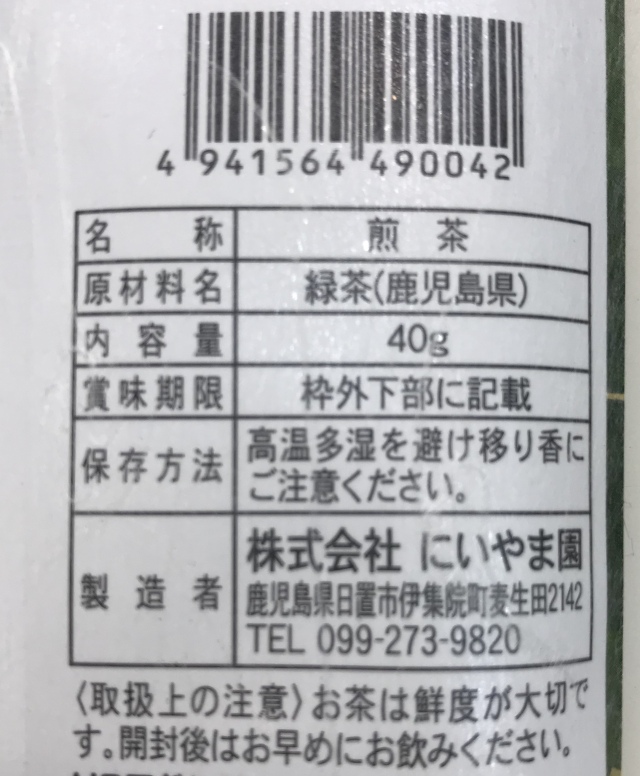 4 941564 490042
名称 煎茶
原材料名 緑茶(鹿児島県)
内容量 40g
賞味期限 枠外下部に記載
保存方法 高温多湿を避け移り香に
ご注意ください。
製造者 株式会社 にいやま園
鹿児島県日置市伊集院町麦生田2142
TEL 099-273-9820
〈取扱上の注意〉お茶は鮮度が大切で
す。開封後はお早めにお飲みください。